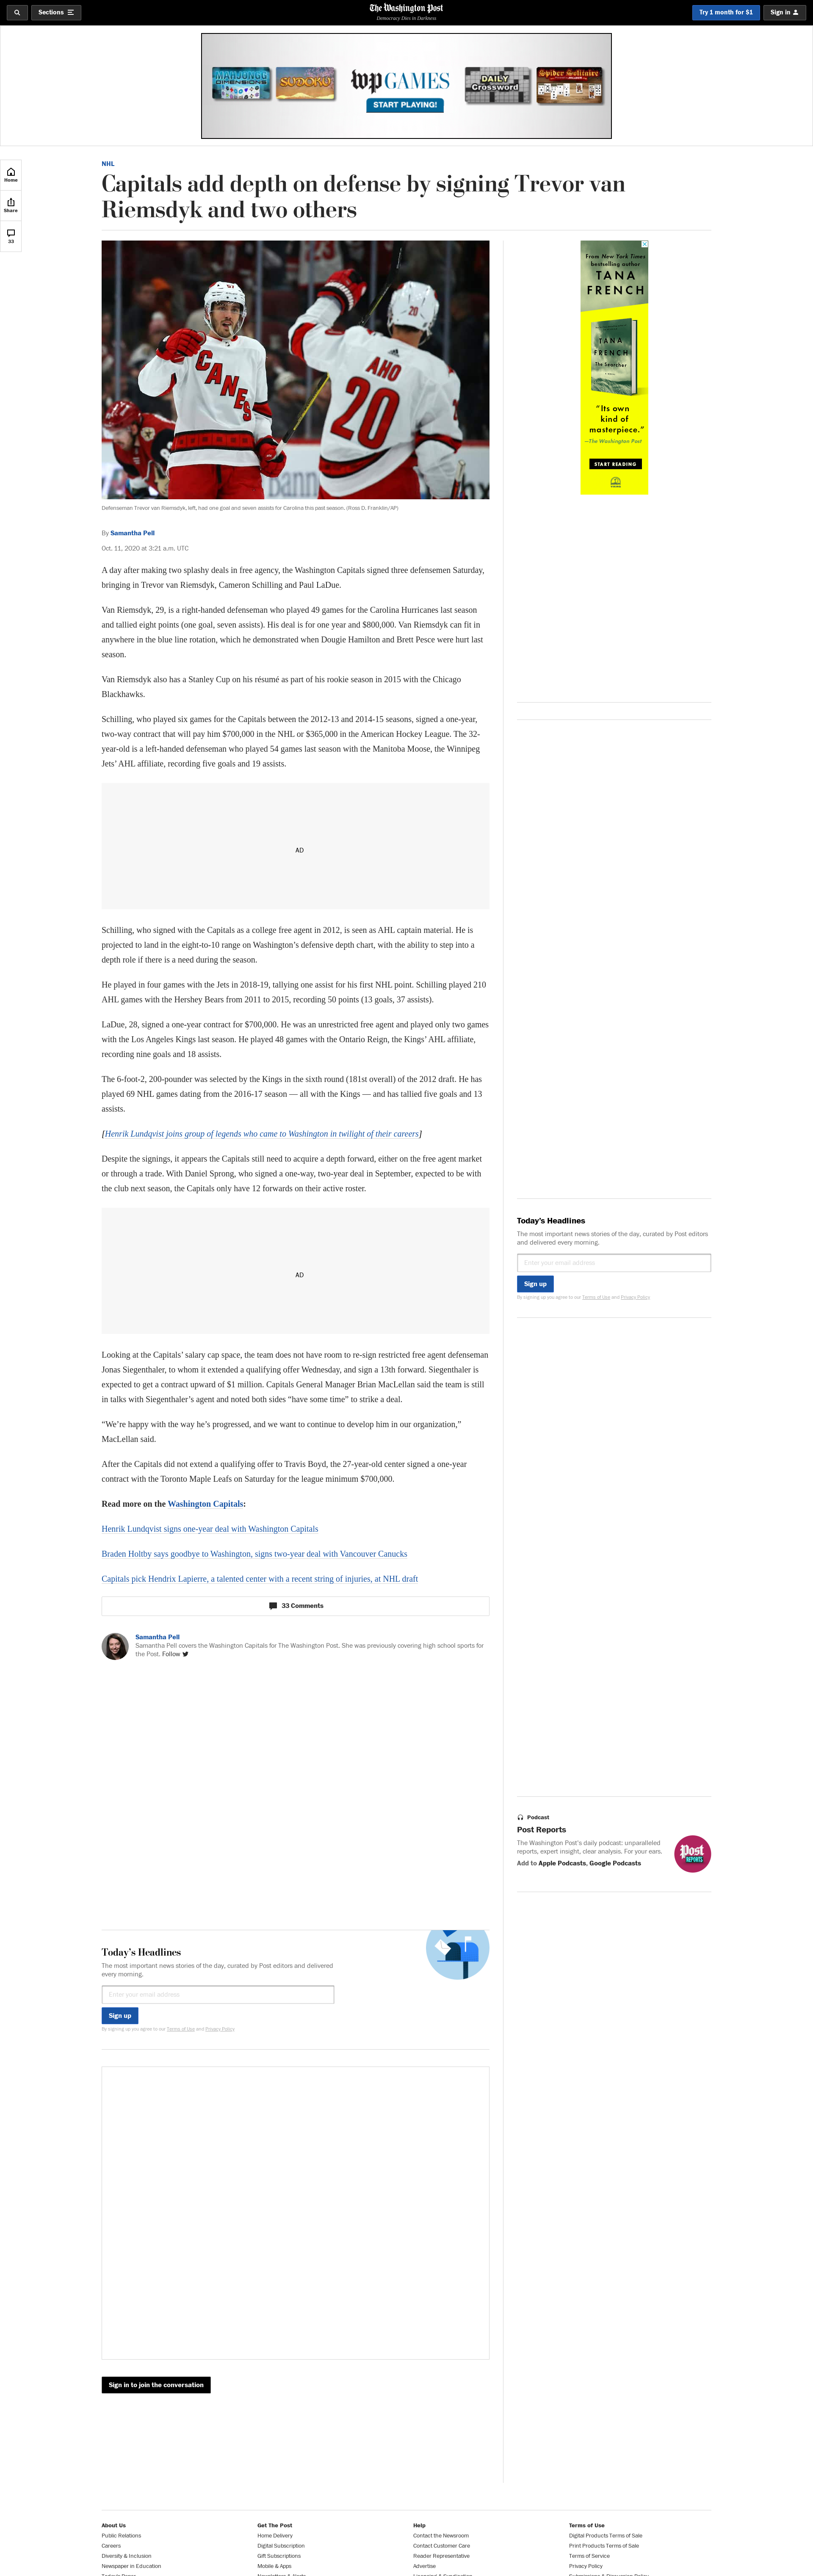 Sections
The Washington Post
Democracy Dies in Darkness
Try 1 month for $1
Sign in
MAHJONGG
DIMENSIONS
SUDOKU
WP GAMES
START PLAYING!
DAILY
Crossword
Spider Solitaire
Home
Share
33
NHL
Capitals add depth on defense by signing Trevor van
Riemsdyk and two others
CANES
AHO
20
20
Defenseman Trevor van Riemsdyk, left, had one goal and seven assists for Carolina this past season. (Ross D. Franklin/AP)
From New York Times
bestselling author
TANA
FRENCH
TANA
FRENCH
The Searcher
"Its own
kind of
masterpiece."
—The Washington Post
START READING
By Samantha Pell
Oct. 11, 2020 at 3:21 a.m. UTC
A day after making two splashy deals in free agency, the Washington Capitals signed three defensemen Saturday,
bringing in Trevor van Riemsdyk, Cameron Schilling and Paul LaDue.
Van Riemsdyk, 29, is a right-handed defenseman who played 49 games for the Carolina Hurricanes last season
and tallied eight points (one goal, seven assists). His deal is for one year and $800,000. Van Riemsdyk can fit in
anywhere in the blue line rotation, which he demonstrated when Dougie Hamilton and Brett Pesce were hurt last
season.
Van Riemsdyk also has a Stanley Cup on his résumé as part of his rookie season in 2015 with the Chicago
Blackhawks.
Schilling, who played six games for the Capitals between the 2012-13 and 2014-15 seasons, signed a one-year,
two-way contract that will pay him $700,000 in the NHL or $365,000 in the American Hockey League. The 32-
year-old is a left-handed defenseman who played 54 games last season with the Manitoba Moose, the Winnipeg
Jets' AHL affiliate, recording five goals and 19 assists.
AD
Schilling, who signed with the Capitals as a college free agent in 2012, is seen as AHL captain material. He is
projected to land in the eight-to-10 range on Washington's defensive depth chart, with the ability to step into a
depth role if there is a need during the season.
He played in four games with the Jets in 2018-19, tallying one assist for his first NHL point. Schilling played 210
AHL games with the Hershey Bears from 2011 to 2015, recording 50 points (13 goals, 37 assists).
LaDue, 28, signed a one-year contract for $700,000. He was an unrestricted free agent and played only two games
with the Los Angeles Kings last season. He played 48 games with the Ontario Reign, the Kings' AHL affiliate,
recording nine goals and 18 assists.
The 6-foot-2, 200-pounder was selected by the Kings in the sixth round (181st overall) of the 2012 draft. He has
played 69 NHL games dating from the 2016-17 season — all with the Kings — and has tallied five goals and 13
assists.
[Henrik Lundqvist joins group of legends who came to Washington in twilight of their careers]
Despite the signings, it appears the Capitals still need to acquire a depth forward, either on the free agent market
or through a trade. With Daniel Sprong, who signed a one-way, two-year deal in September, expected to be with
the club next season, the Capitals only have 12 forwards on their active roster.
AD
Looking at the Capitals' salary cap space, the team does not have room to re-sign restricted free agent defenseman
Jonas Siegenthaler, to whom it extended a qualifying offer Wednesday, and sign a 13th forward. Siegenthaler is
expected to get a contract upward of $1 million. Capitals General Manager Brian MacLellan said the team is still
in talks with Siegenthaler's agent and noted both sides "have some time" to strike a deal.
"We're happy with the way he's progressed, and we want to continue to develop him in our organization,"
MacLellan said.
After the Capitals did not extend a qualifying offer to Travis Boyd, the 27-year-old center signed a one-year
contract with the Toronto Maple Leafs on Saturday for the league minimum $700,000.
Read more on the Washington Capitals:
Henrik Lundqvist signs one-year deal with Washington Capitals
Braden Holtby says goodbye to Washington, signs two-year deal with Vancouver Canucks
Capitals pick Hendrix Lapierre, a talented center with a recent string of injuries, at NHL draft
33 Comments
Samantha Pell
Samantha Pell covers the Washington Capitals for The Washington Post. She was previously covering high school sports for
the Post. Follow
Today's Headlines
The most important news stories of the day, curated by Post editors
and delivered every morning.
Enter your email address
Sign up
By signing up you agree to our Terms of Use and Privacy Policy
Podcast
Post Reports
The Washington Post's daily podcast: unparalleled
reports, expert insight, clear analysis. For your ears.
Add to Apple Podcasts, Google Podcasts
Post
REPORTS
Today's Headlines
The most important news stories of the day, curated by Post editors and delivered
every morning.
Enter your email address
Sign up
By signing up you agree to our Terms of Use and Privacy Policy
Sign in to join the conversation
About Us
Public Relations
Careers
Diversity & Inclusion
Newspaper in Education
Get The Post
Home Delivery
Digital Subscription
Gift Subscriptions
Mobile & Apps
Help
Contact the Newsroom
Contact Customer Care
Reader Representative
Advertise
Terms of Use
Digital Products Terms of Sale
Print Products Terms of Sale
Terms of Service
Privacy Policy